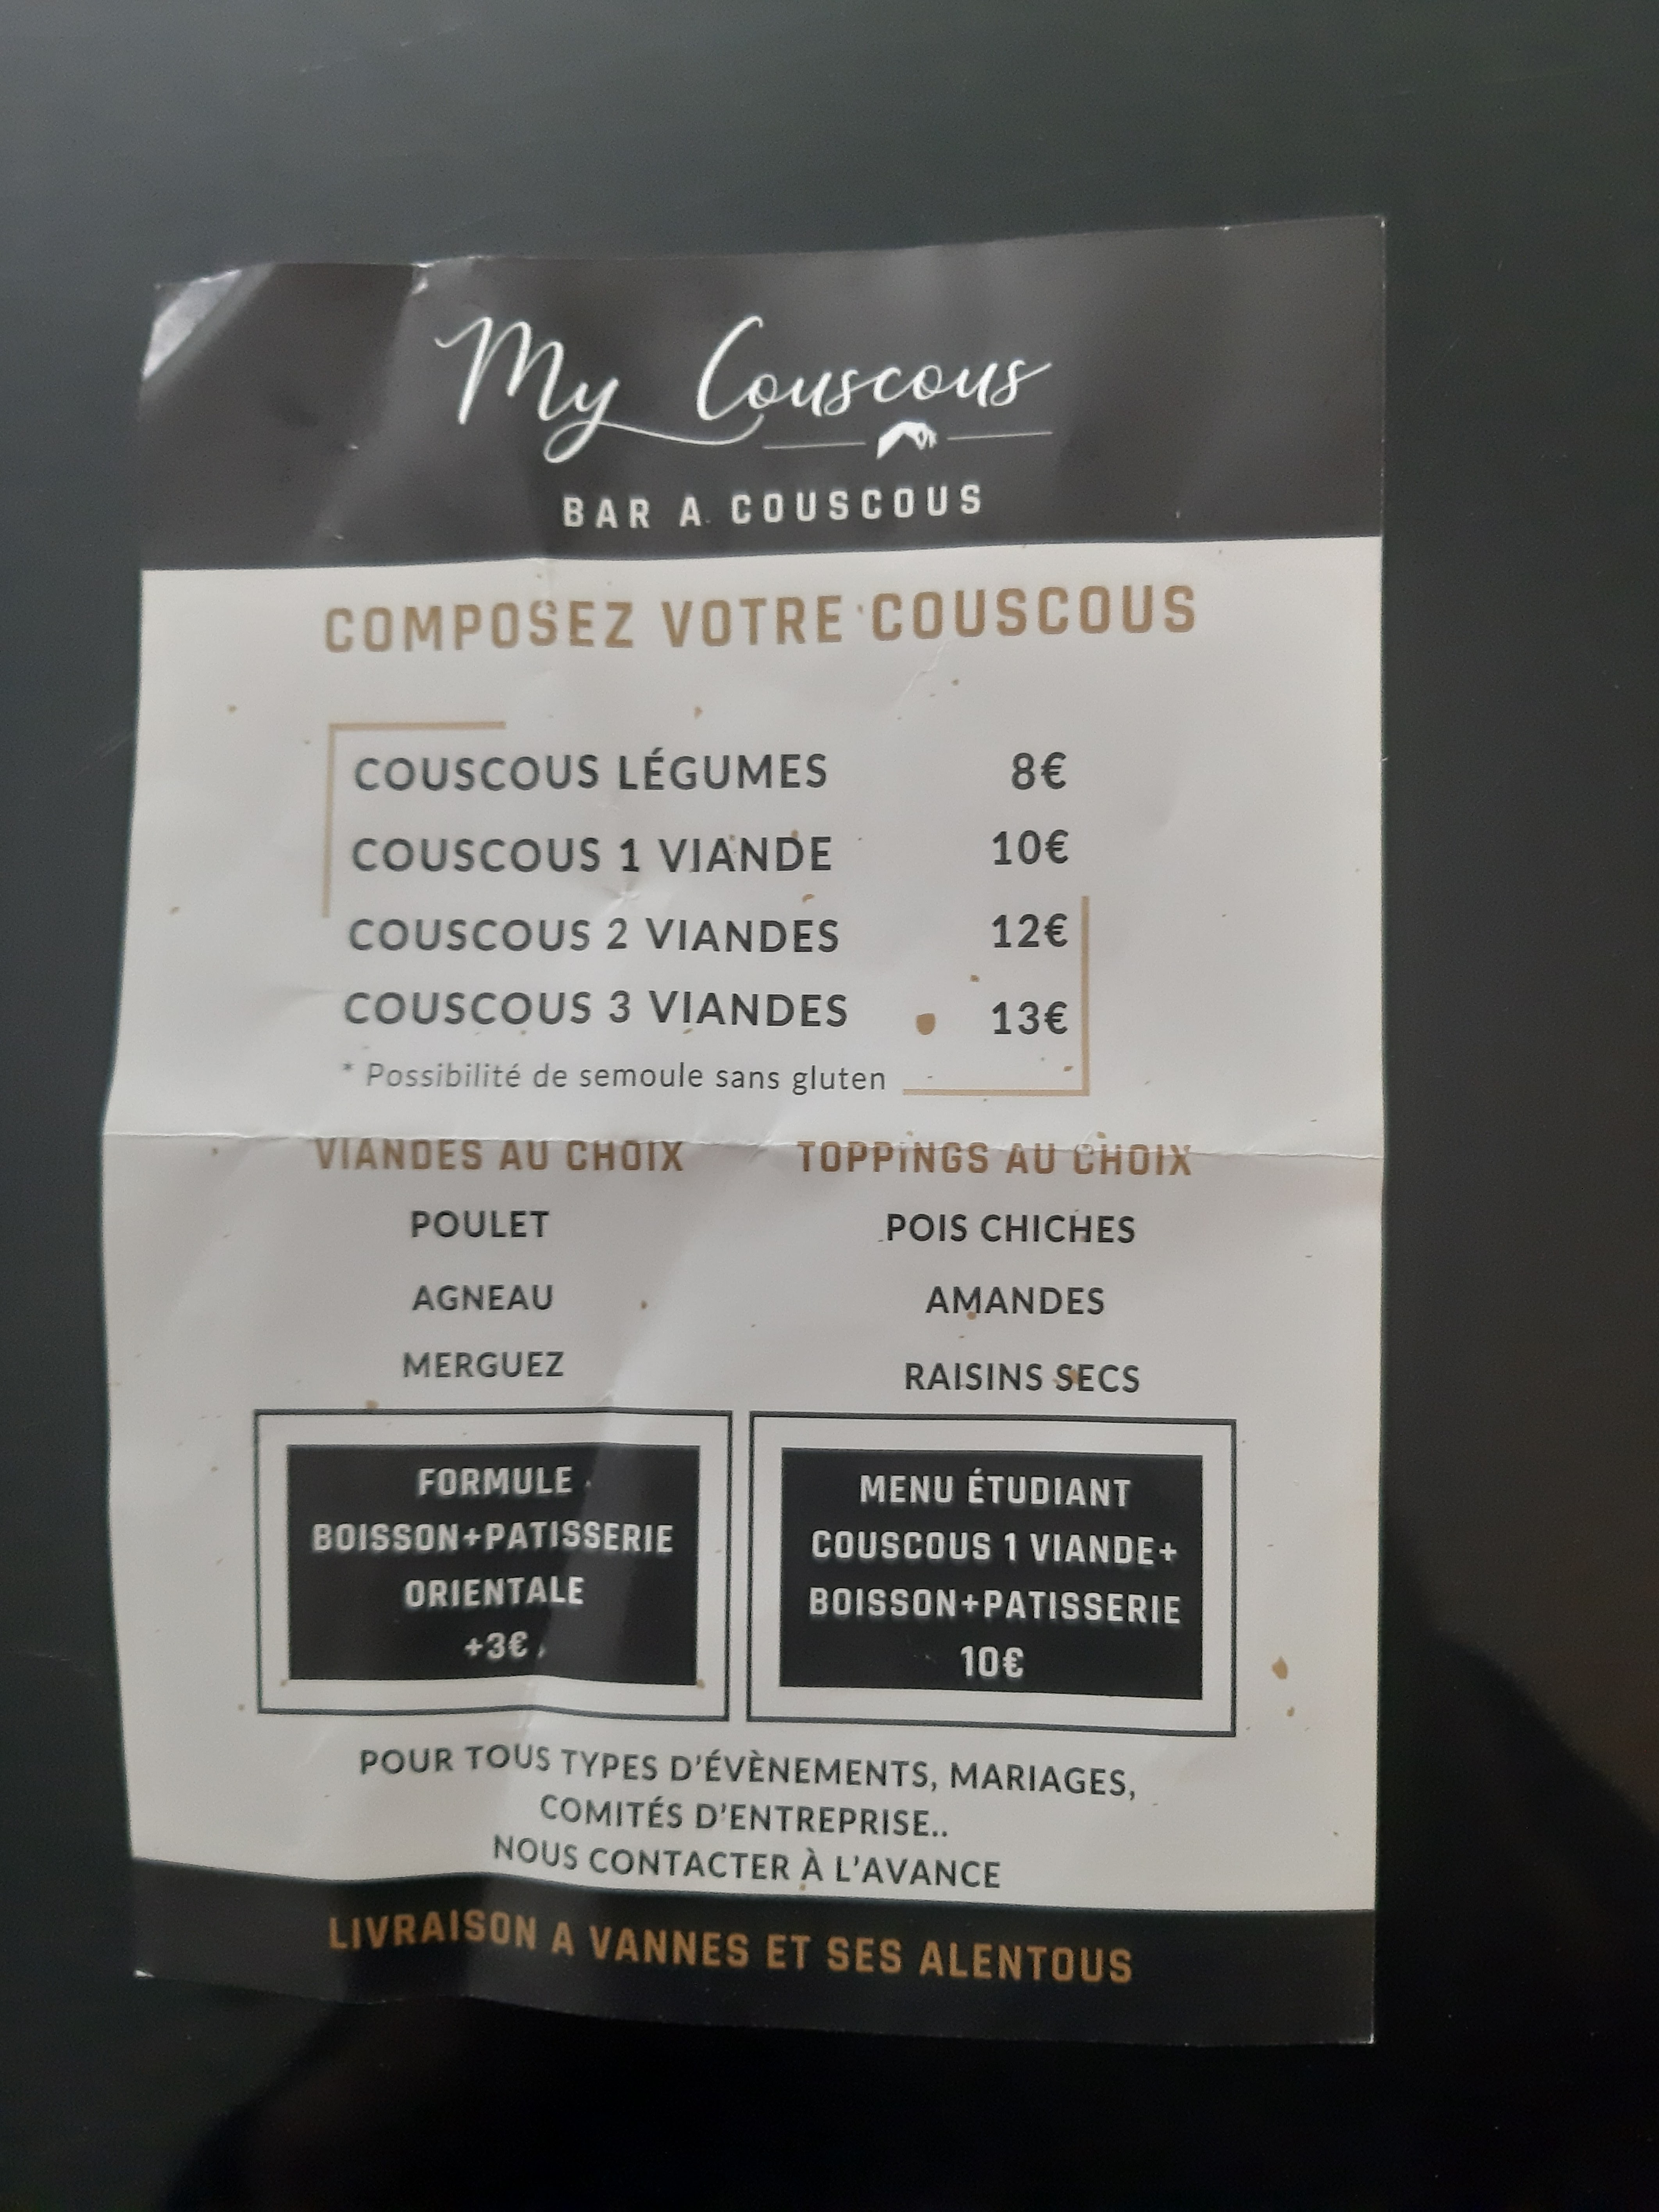 My Couscous
BAR A COUSCOUS
COMPOSEZ VOTRE COUSCOUS
COUSCOUS LÉGUMES 8€
COUSCOUS 1 VIANDE 10€
COUSCOUS 2 VIANDES 12€
COUSCOUS 3 VIANDES 13€
* Possibilité de semoule sans gluten
VIANDES AU CHOIX
POULET
AGNEAU
MERGUEZ
TOPPINGS AU CHOIX
POIS CHICHES
AMANDES
RAISINS SECS
FORMULE
BOISSON+PATISSERIE
ORIENTALE
+3€
MENU ÉTUDIANT
COUSCOUS 1 VIANDE+
BOISSON+PATISSERIE
10€
POUR TOUS TYPES D'ÉVÈNEMENTS, MARIAGES,
COMITÉS D'ENTREPRISE..
NOUS CONTACTER À L'AVANCE
LIVRAISON A VANNES ET SES ALENTOUS